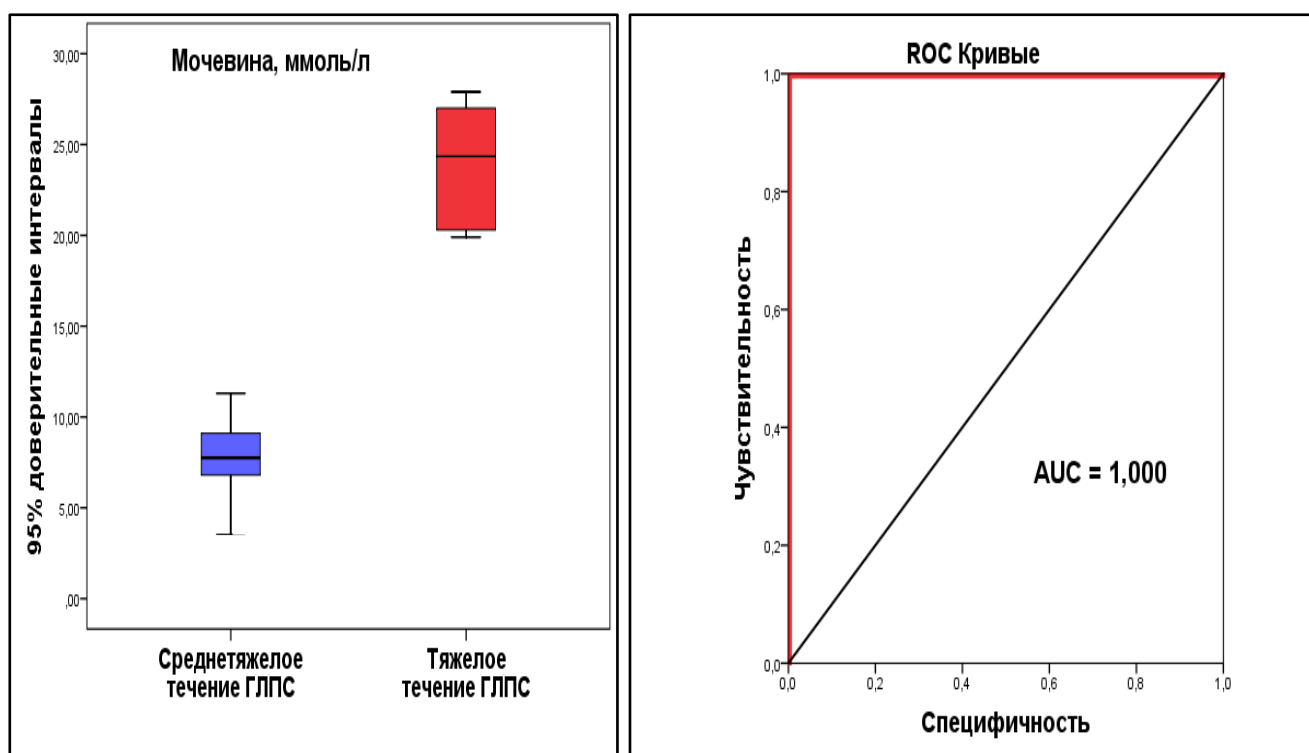 Мочевина, ммоль/л
95% доверительные интервалы
30,00
25,00
20,00
15,00
10,00
5,00
,00
Среднетяжелое
течение ГЛПС
Тяжелое
течение ГЛПС
ROC Кривые
Чувствительность
1,0
0,8
0,6
0,4
0,2
0,0
AUC = 1,000
0,0
0,2
0,4
0,6
0,8
1,0
Специфичность